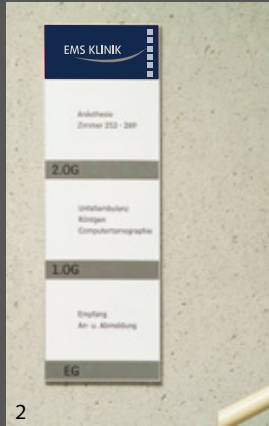 EMS KLINIK
Anästhesie
Zimmer 253 - 269
2.OG
Unfallambulanz
Röntgen
Computertomographie
1.OG
Empfang
An- u. Abmeldung
EG
2